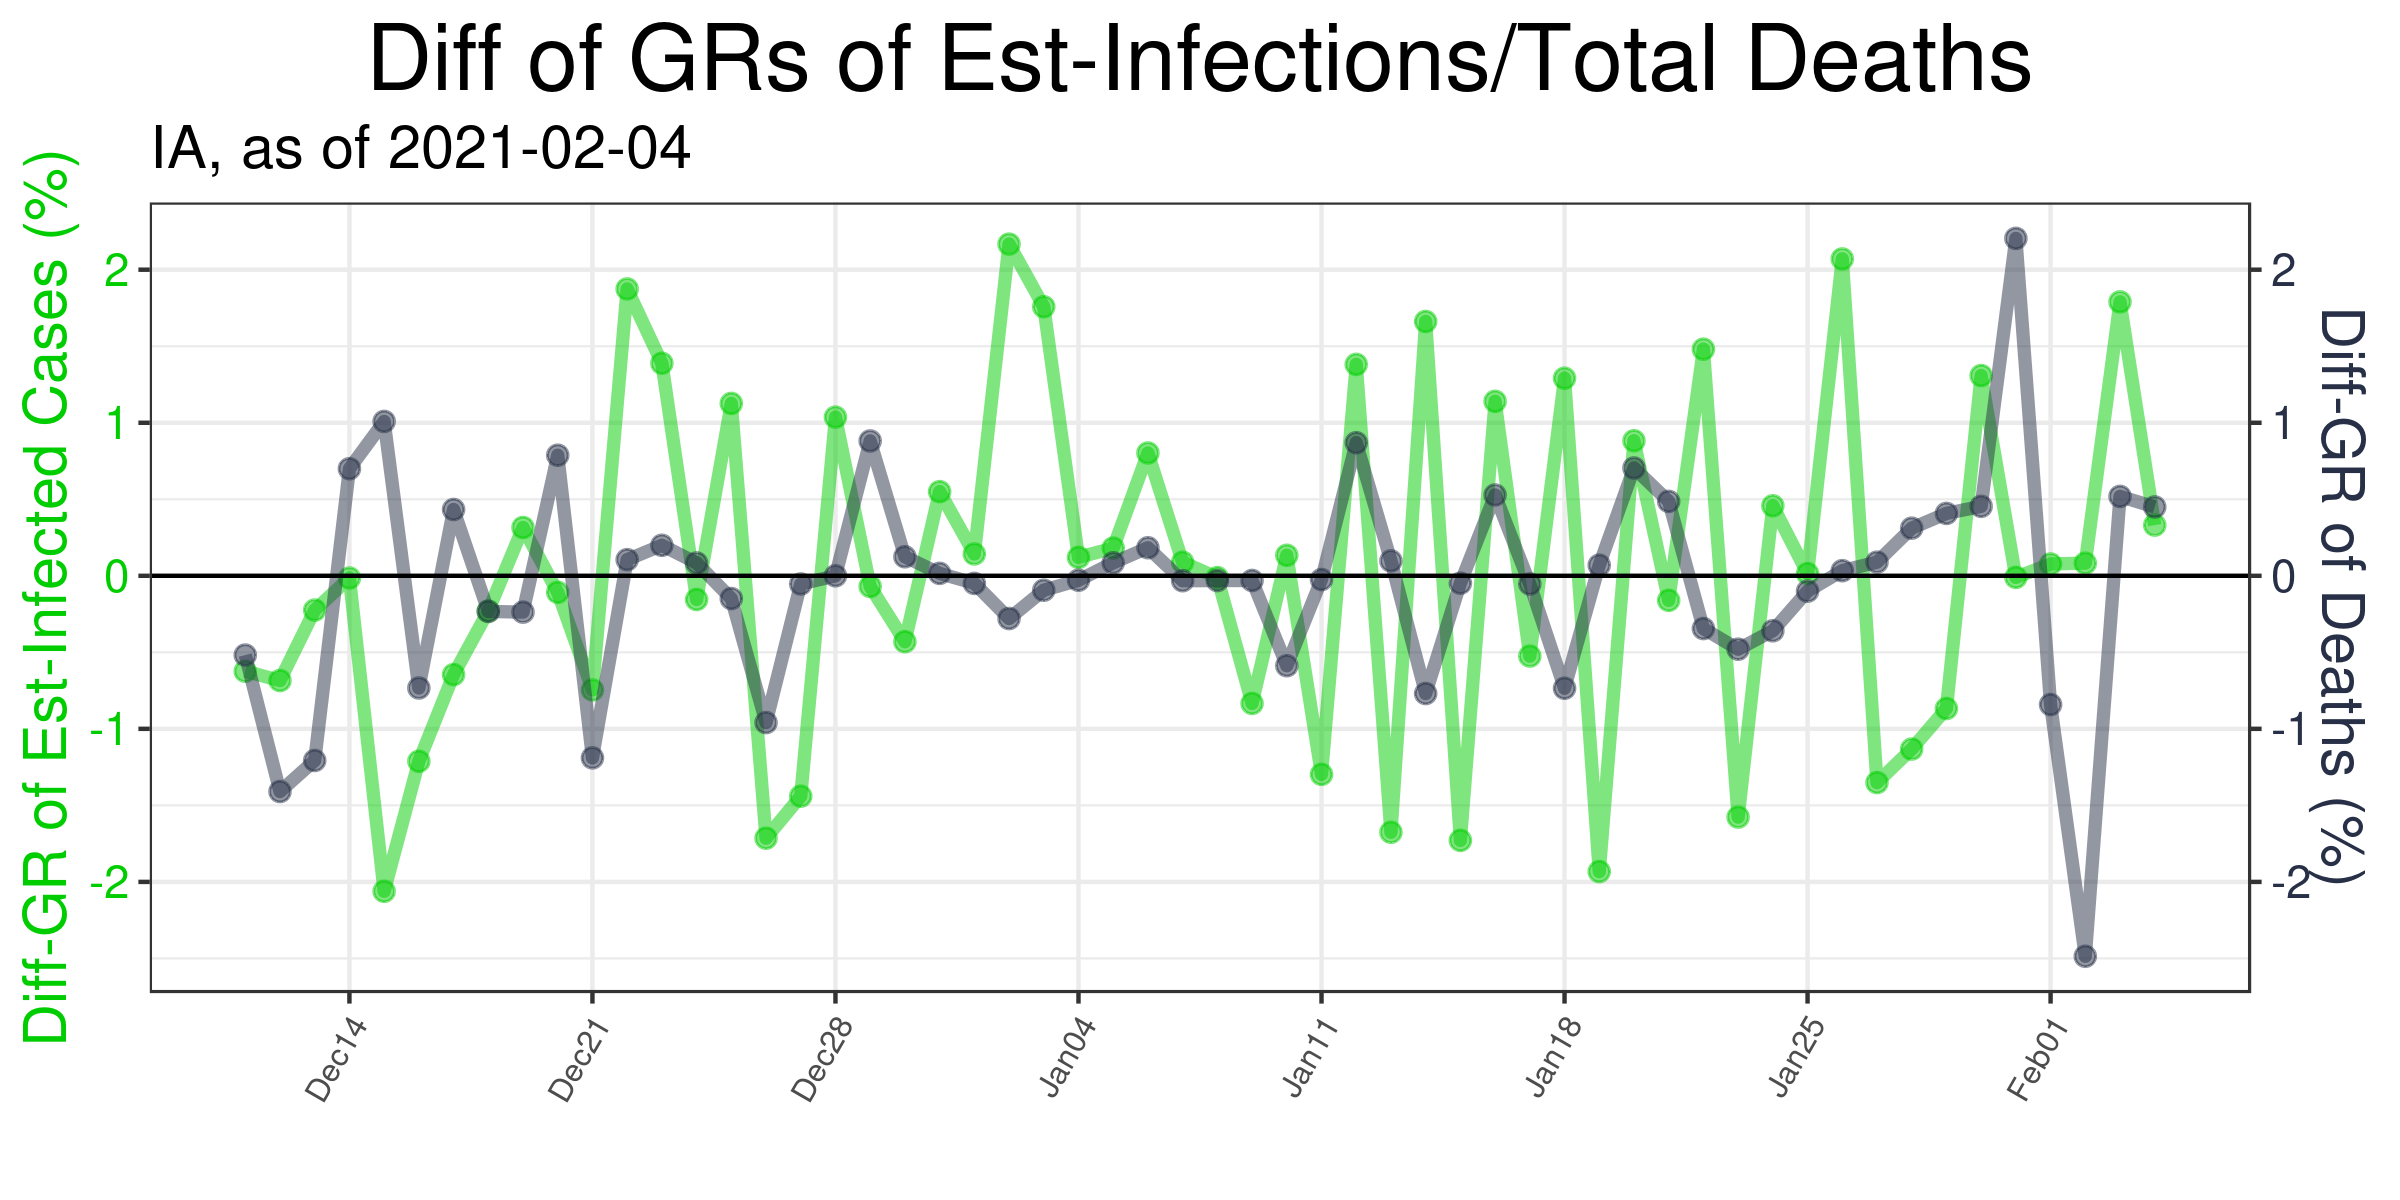 Diff of GRs of Est-Infections/Total Deaths
IA, as of 2021-02-04
Diff-GR of Est-Infected Cases (%)
2
1
0
-1
-2
2
1
0
-1
-2
Diff-GR of Deaths (%)
Dec14
Dec21
Dec28
Jan04
Jan11
Jan18
Jan25
Feb01